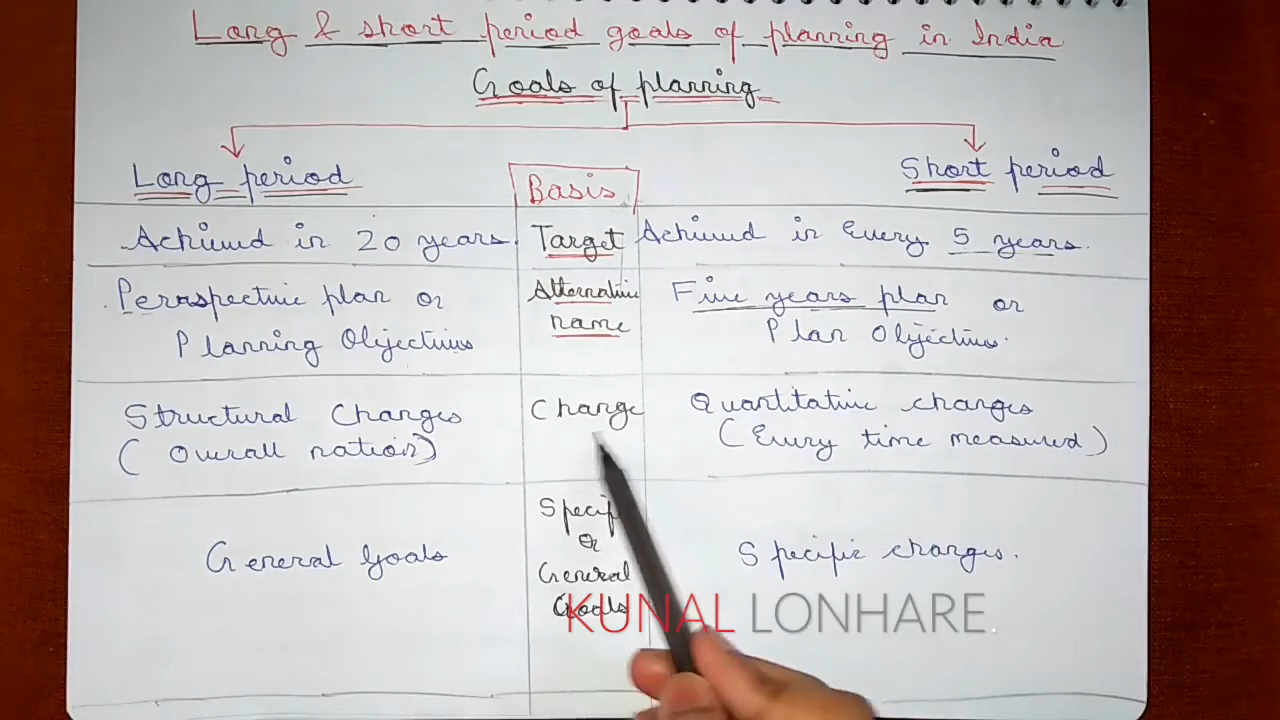 Long & short period goals of planning in India
Goals of planning
Long period
Basis
Short period
Achieved in 20 years.
Target
Achieved in Every 5 years.
Perspective plan or
Planning Objectives
Alternative
name
Five years plan or
Plan Objectives.
Structural Changes
(Overall nation)
Change
Quantitative changes
(Every time measured)
General Goals
Specif
or
General
Goals
Specific changes.
KUNAL LONHARE.